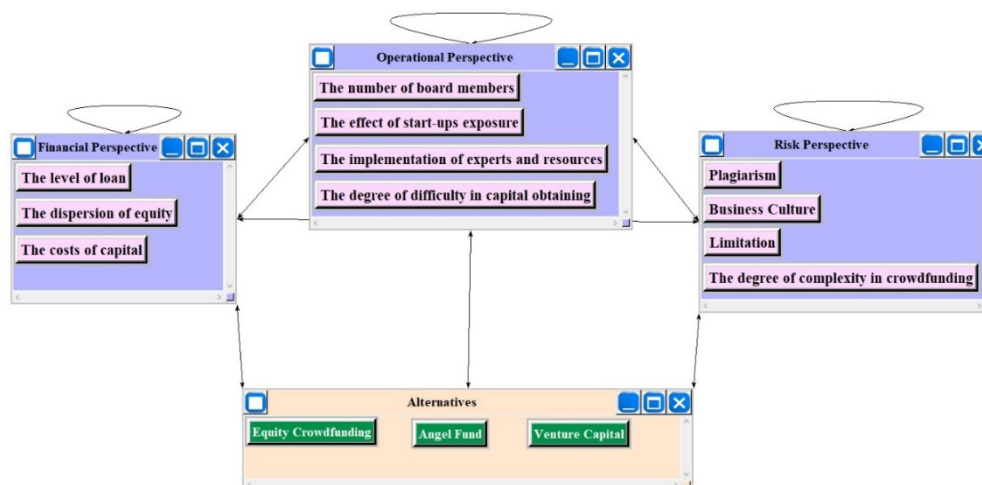 Operational Perspective
The number of board members
The effect of start-ups exposure
The implementation of experts and resources
The degree of difficulty in capital obtaining
Financial Perspective
The level of loan
The dispersion of equity
The costs of capital
Risk Perspective
Plagiarism
Business Culture
Limitation
The degree of complexity in crowdfunding
Alternatives
Equity Crowdfunding
Angel Fund
Venture Capital